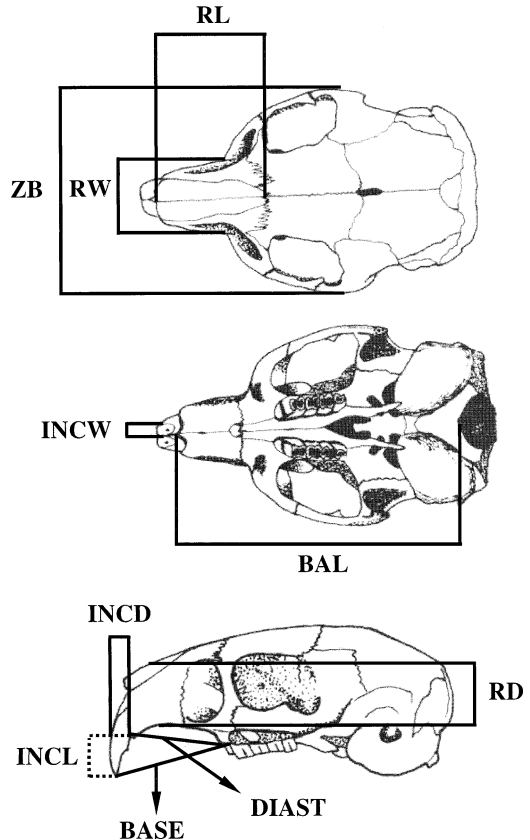 RL
ZB
RW
INCW
BAL
INCD
RD
INCL
DIAST
BASE